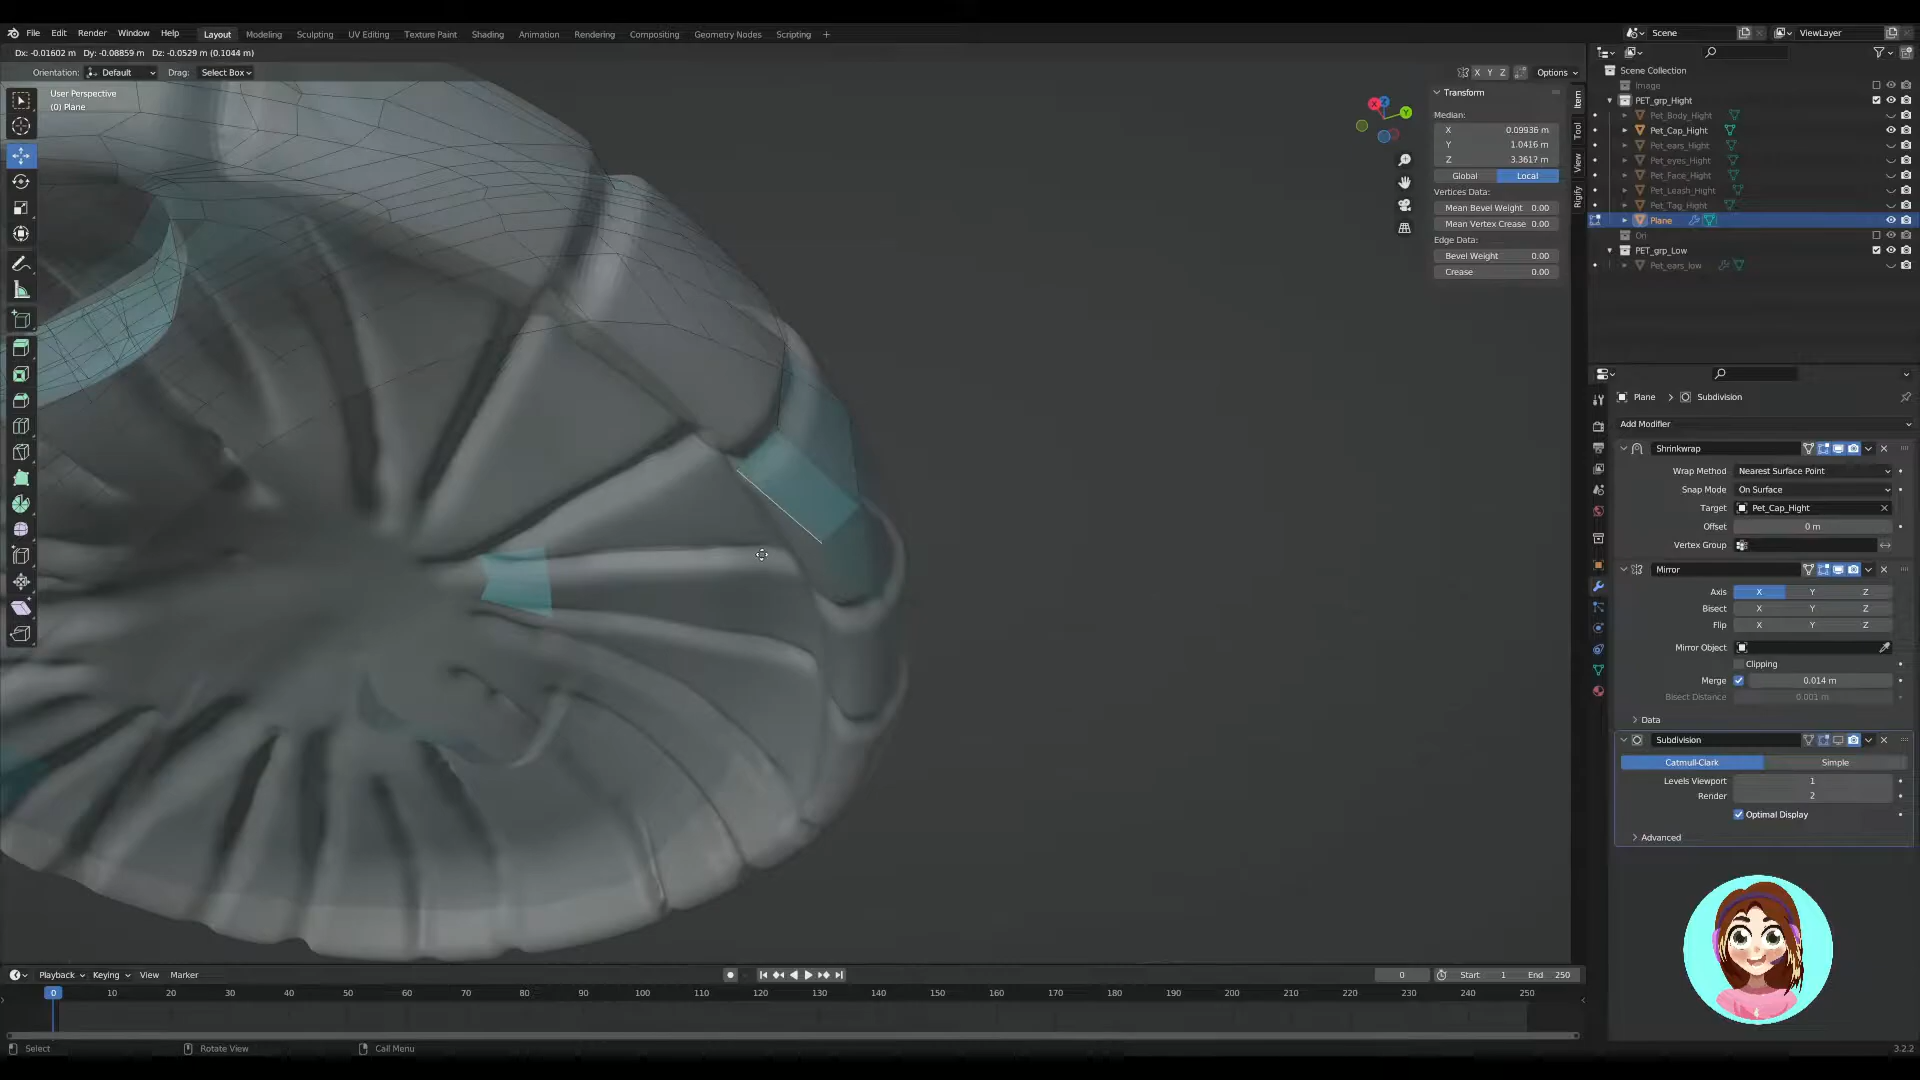 File Edit Render Window Help
Layout Modeling Sculpting UV Editing Texture Paint Shading Animation Rendering Compositing Geometry Nodes Scripting +
Scene
ViewLayer
Dx: -0.01602 m Dy: -0.08859 m Dz: -0.0529 m (0.1044 m)
Orientation: Default Drag: Select Box
X Y Z Options
User Perspective
(0) Plane
Y
Transform
Median:
X 0.09936 m
Y 1.0416 m
Z 3.3617 m
Global Local
Vertices Data:
Mean Bevel Weight 0.00
Mean Vertex Crease 0.00
Edge Data:
Bevel Weight 0.00
Crease 0.00
Item
Tool
View
Rigify
Scene Collection
Image
PET_grp_Hight
Pet_Body_Hight
Pet_Cap_Hight
Pet_ears_Hight
Pet_eyes_Hight
Pet_Face_Hight
Pet_Leash_Hight
Pet_Tag_Hight
Plane
Ori
PET_grp_Low
Pet_ears_low
Plane > Subdivision
Add Modifier
Shrinkwrap
Wrap Method Nearest Surface Point
Snap Mode On Surface
Target Pet_Cap_Hight
Offset 0 m
Vertex Group
Mirror
Axis X Y Z
Bisect X Y Z
Flip X Y Z
Mirror Object
Clipping
Merge 0.014 m
Bisect Distance 0.001 m
Data
Subdivision
Catmull-Clark Simple
Levels Viewport 1
Render 2
Optimal Display
Advanced
Playback Keying View Marker
0 Start 1 End 250
0 10 20 30 40 50 60 70 80 90 100 110 120 130 140 150 160 170 180 190 200 210 220 230 240 250
Select Rotate View Call Menu
3.2.2